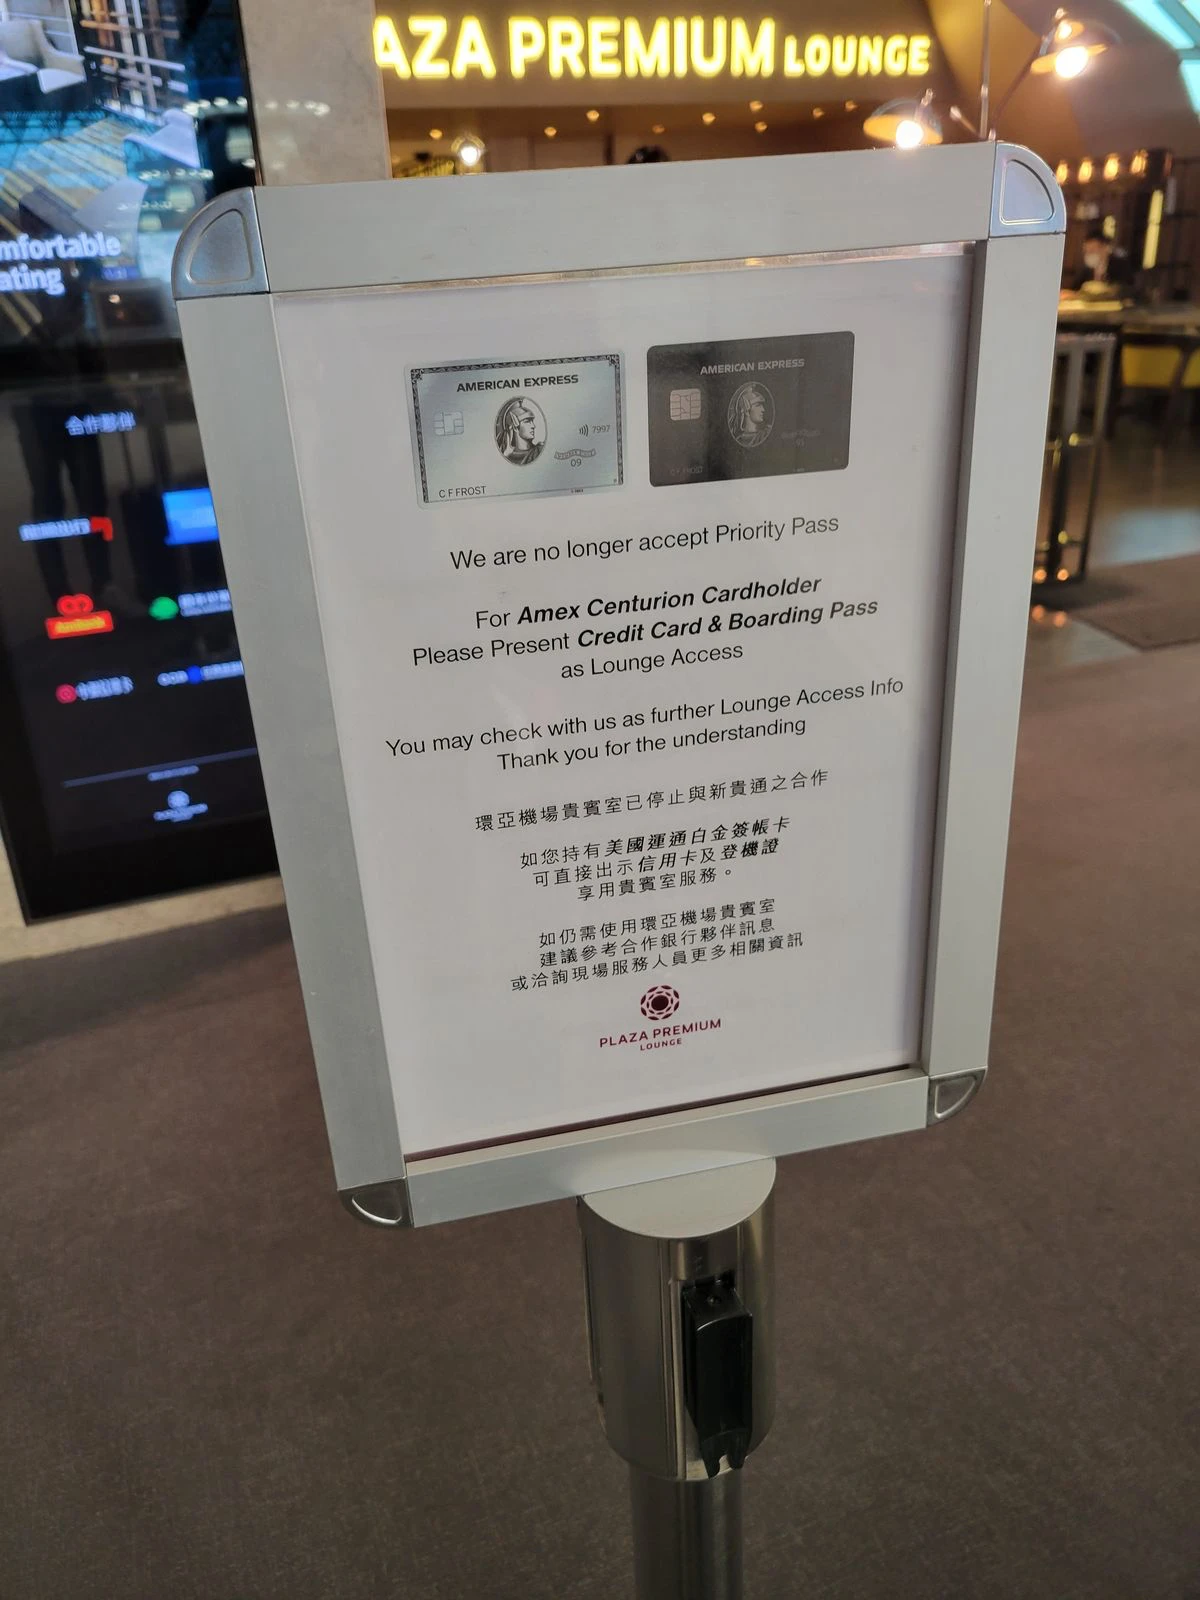 AZA PREMIUM LOUNGE
mfortable
ating
合作夥伴
AMERICAN EXPRESS
7997
09
C F FROST
AMERICAN EXPRESS
C F FROST
We are no longer accept Priority Pass
For Amex Centurion Cardholder
Please Present Credit Card & Boarding Pass
as Lounge Access
You may check with us as further Lounge Access Info
Thank you for the understanding
環亞機場貴賓室已停止與新貴通之合作
如您持有美國運通白金簽帳卡
可直接出示信用卡及登機證
享用貴賓室服務。
如仍需使用環亞機場貴賓室
建議參考合作銀行夥伴訊息
或洽詢現場服務人員更多相關資訊
PLAZA PREMIUM
LOUNGE